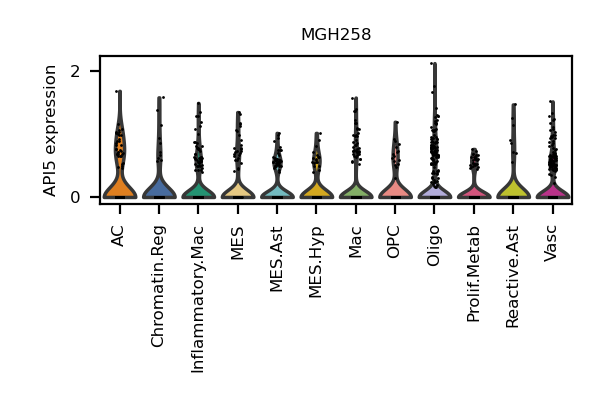 MGH258
API5 expression
2
0
AC
Chromatin.Reg
Inflammatory.Mac
MES
MES.Ast
MES.Hyp
Mac
OPC
Oligo
Prolif.Metab
Reactive.Ast
Vasc